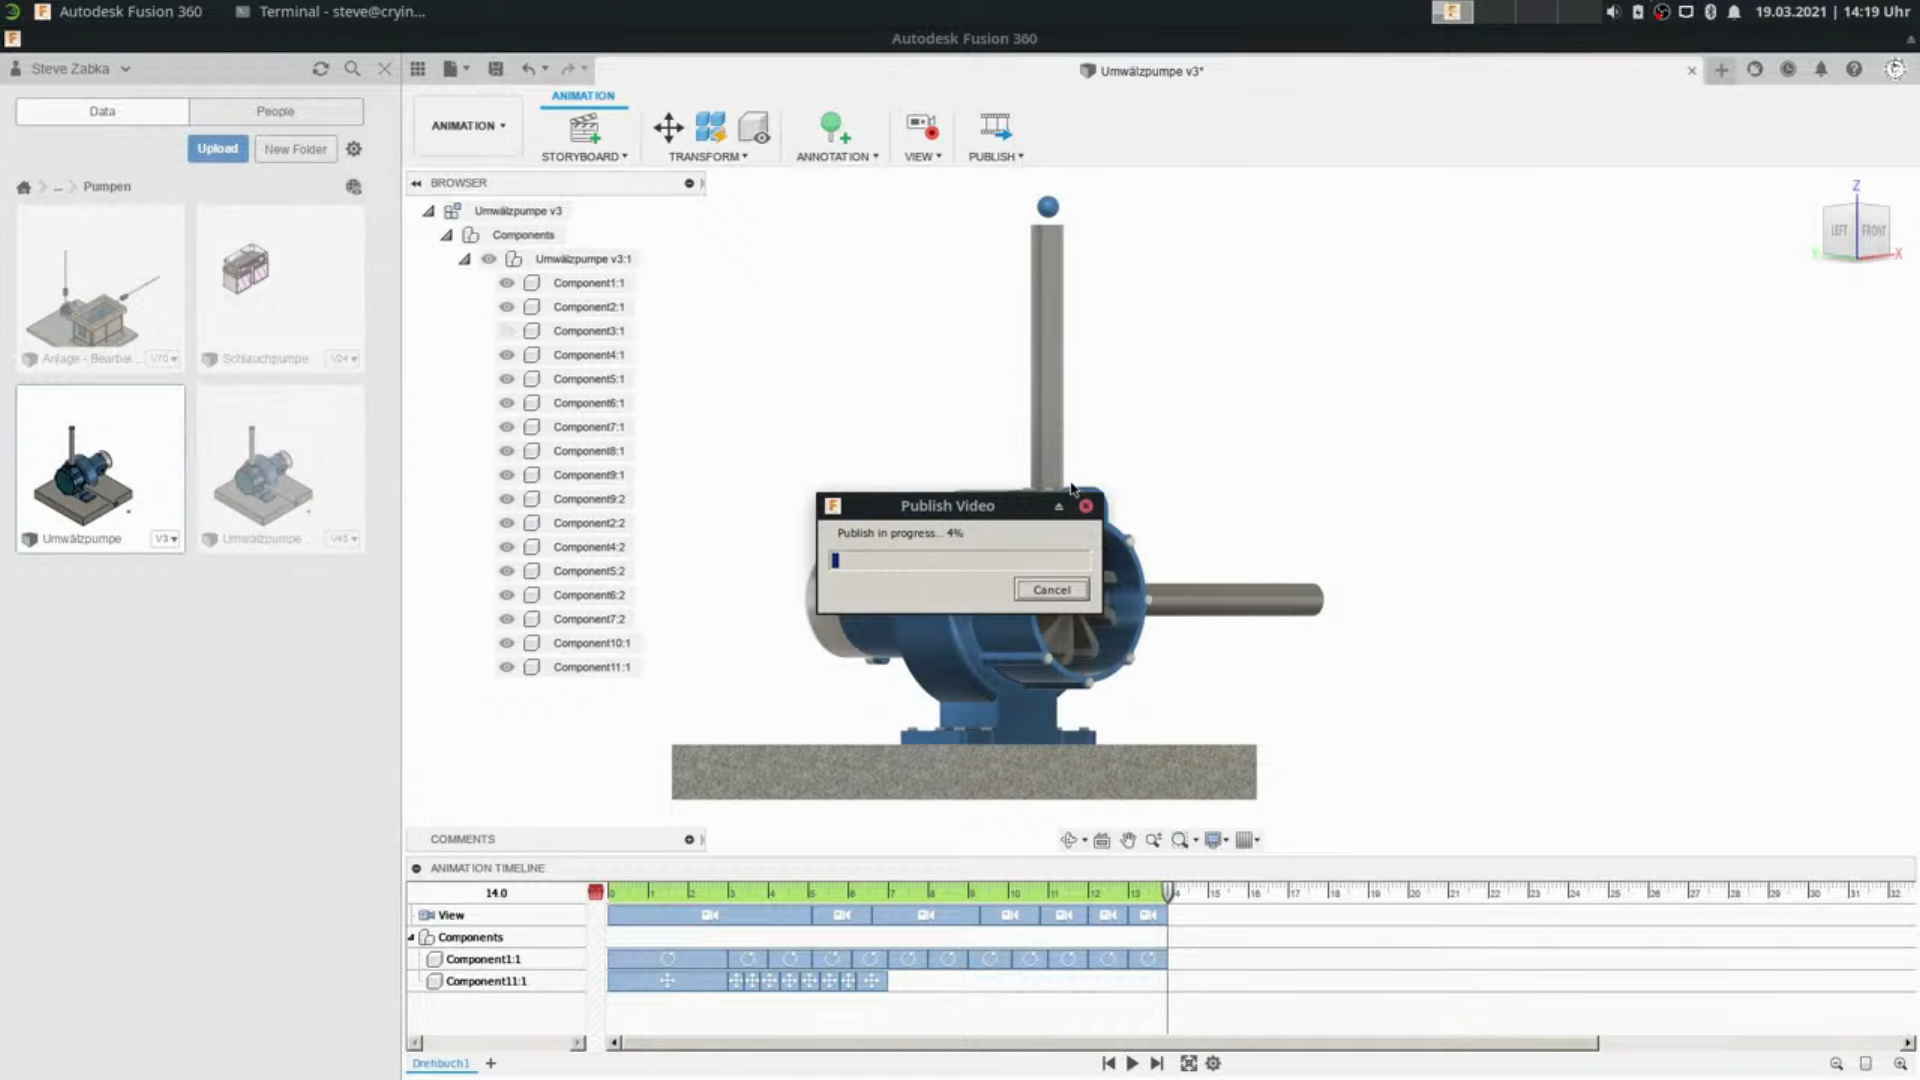 Autodesk Fusion 360
Terminal - steve@cryin...
19.03.2021 | 14:19 Uhr
Autodesk Fusion 360
Steve Zabka
Umwälzpumpe v3*
Data
People
Upload
New Folder
... Pumpen
Anlage - Bearbei... V70
Schlauchpumpe V24
Umwälzpumpe V3
Umwälzpumpe ... V45
ANIMATION
ANIMATION
STORYBOARD
TRANSFORM
ANNOTATION
VIEW
PUBLISH
BROWSER
Umwälzpumpe v3
Components
Umwälzpumpe v3:1
Component1:1
Component2:1
Component3:1
Component4:1
Component5:1
Component6:1
Component7:1
Component8:1
Component9:1
Component9:2
Component2:2
Component4:2
Component5:2
Component6:2
Component7:2
Component10:1
Component11:1
Z
LEFT
FRONT
X
Publish Video
Publish in progress... 4%
Cancel
COMMENTS
ANIMATION TIMELINE
14.0
0 1 2 3 4 5 6 7 8 9 10 11 12 13 14 15 16 17 18 19 20 21 22 23 24 25 26 27 28 29 30 31 32
View
Components
Component1:1
Component11:1
Drehbuch1